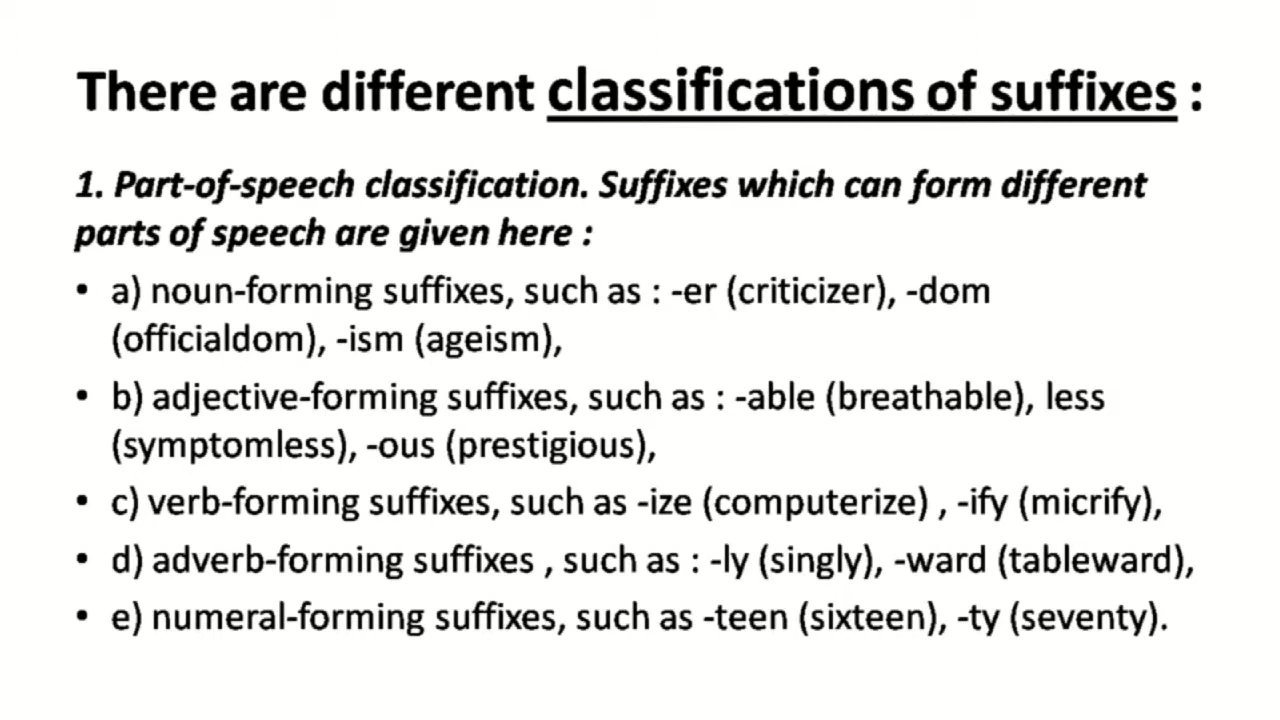 There are different classifications of suffixes :
1. Part-of-speech classification. Suffixes which can form different
parts of speech are given here :
• a) noun-forming suffixes, such as : -er (criticizer), -dom
(officialdom), -ism (ageism),
• b) adjective-forming suffixes, such as : -able (breathable), less
(symptomless), -ous (prestigious),
• c) verb-forming suffixes, such as -ize (computerize) , -ify (micrify),
• d) adverb-forming suffixes , such as : -ly (singly), -ward (tableward),
• e) numeral-forming suffixes, such as -teen (sixteen), -ty (seventy).